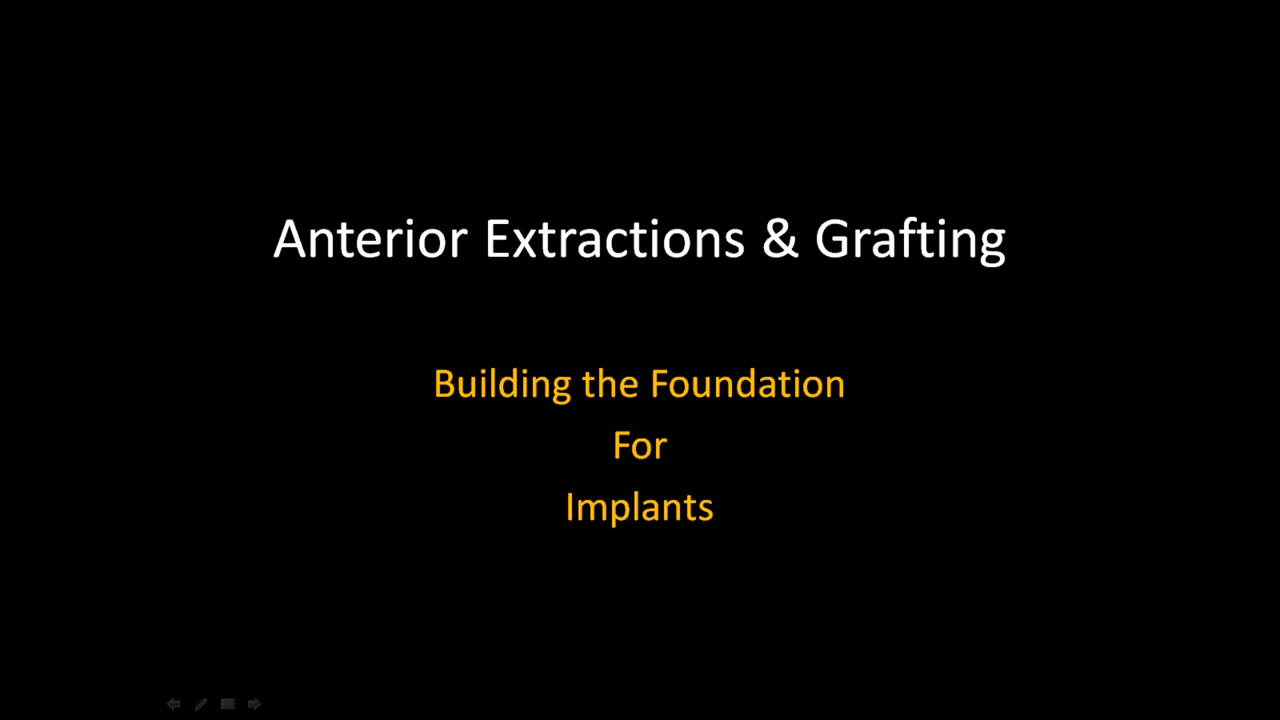 Anterior Extractions & Grafting
Building the Foundation
For
Implants